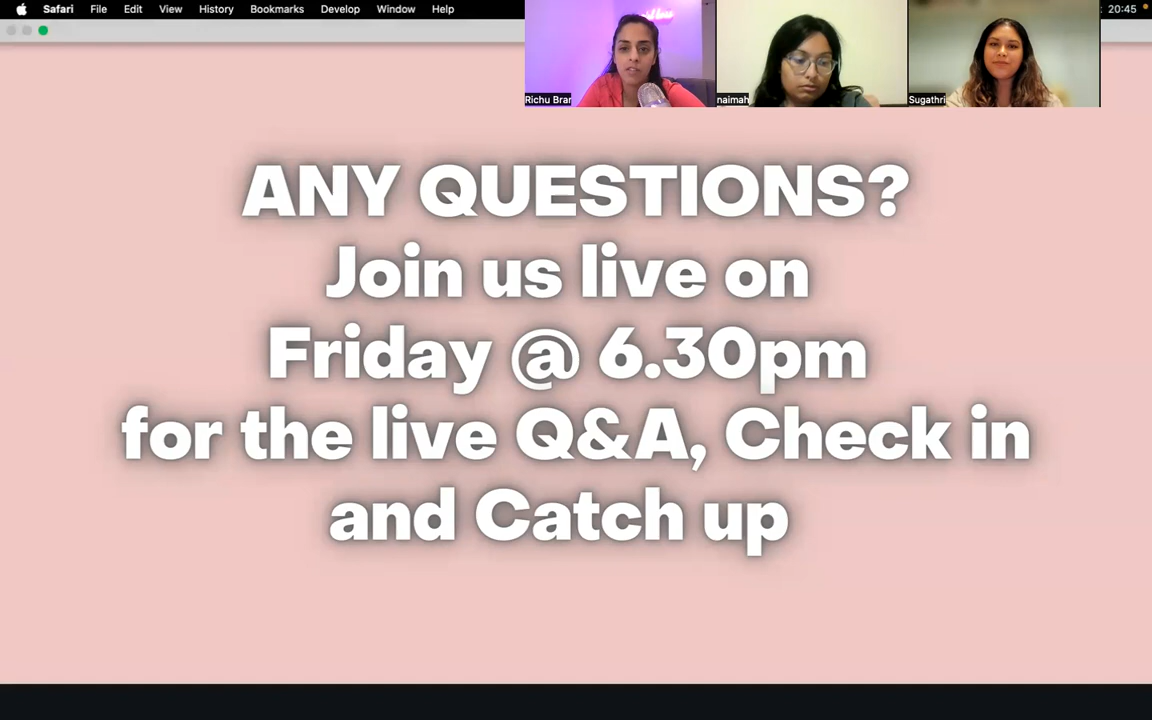 Safari File Edit View History Bookmarks Develop Window Help
20:45
Richu Bran
naimah
Sugathri
ANY QUESTIONS?
Join us live on
Friday @ 6.30pm
for the live Q&A, Check in
and Catch up